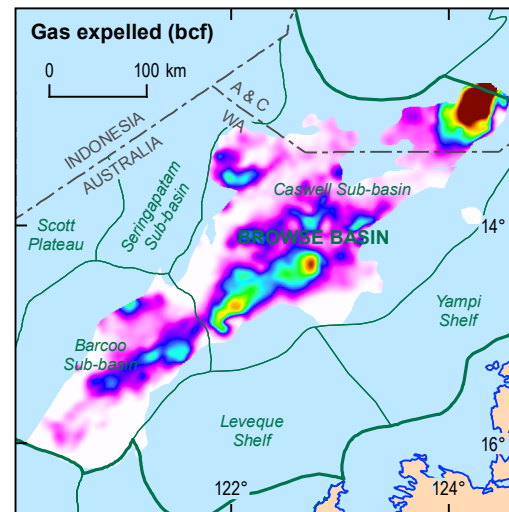 Gas expelled (bcf)
0 100 km
INDONESIA
AUSTRALIA
A & C
WA
Seringapatam
Sub-basin
Caswell Sub-basin
Scott
Plateau
14°
BROWSE BASIN
Yampi
Shelf
Barcoo
Sub-basin
Leveque
Shelf
16°
122°
124°